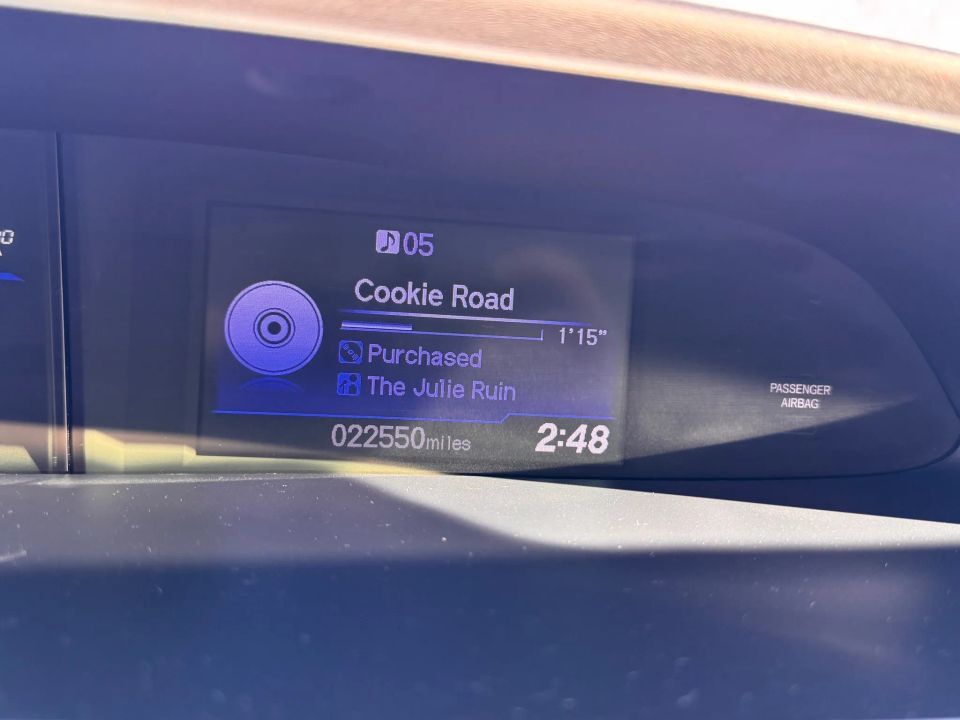 05
Cookie Road
1'15"
Purchased
The Julie Ruin
022550miles 2:48
PASSENGER
AIRBAG